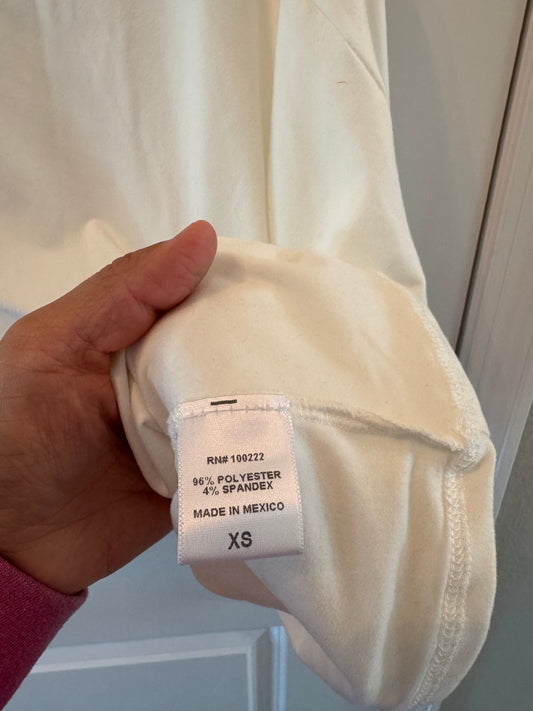 RN# 100222
96% POLYESTER
4% SPANDEX
MADE IN MEXICO
XS